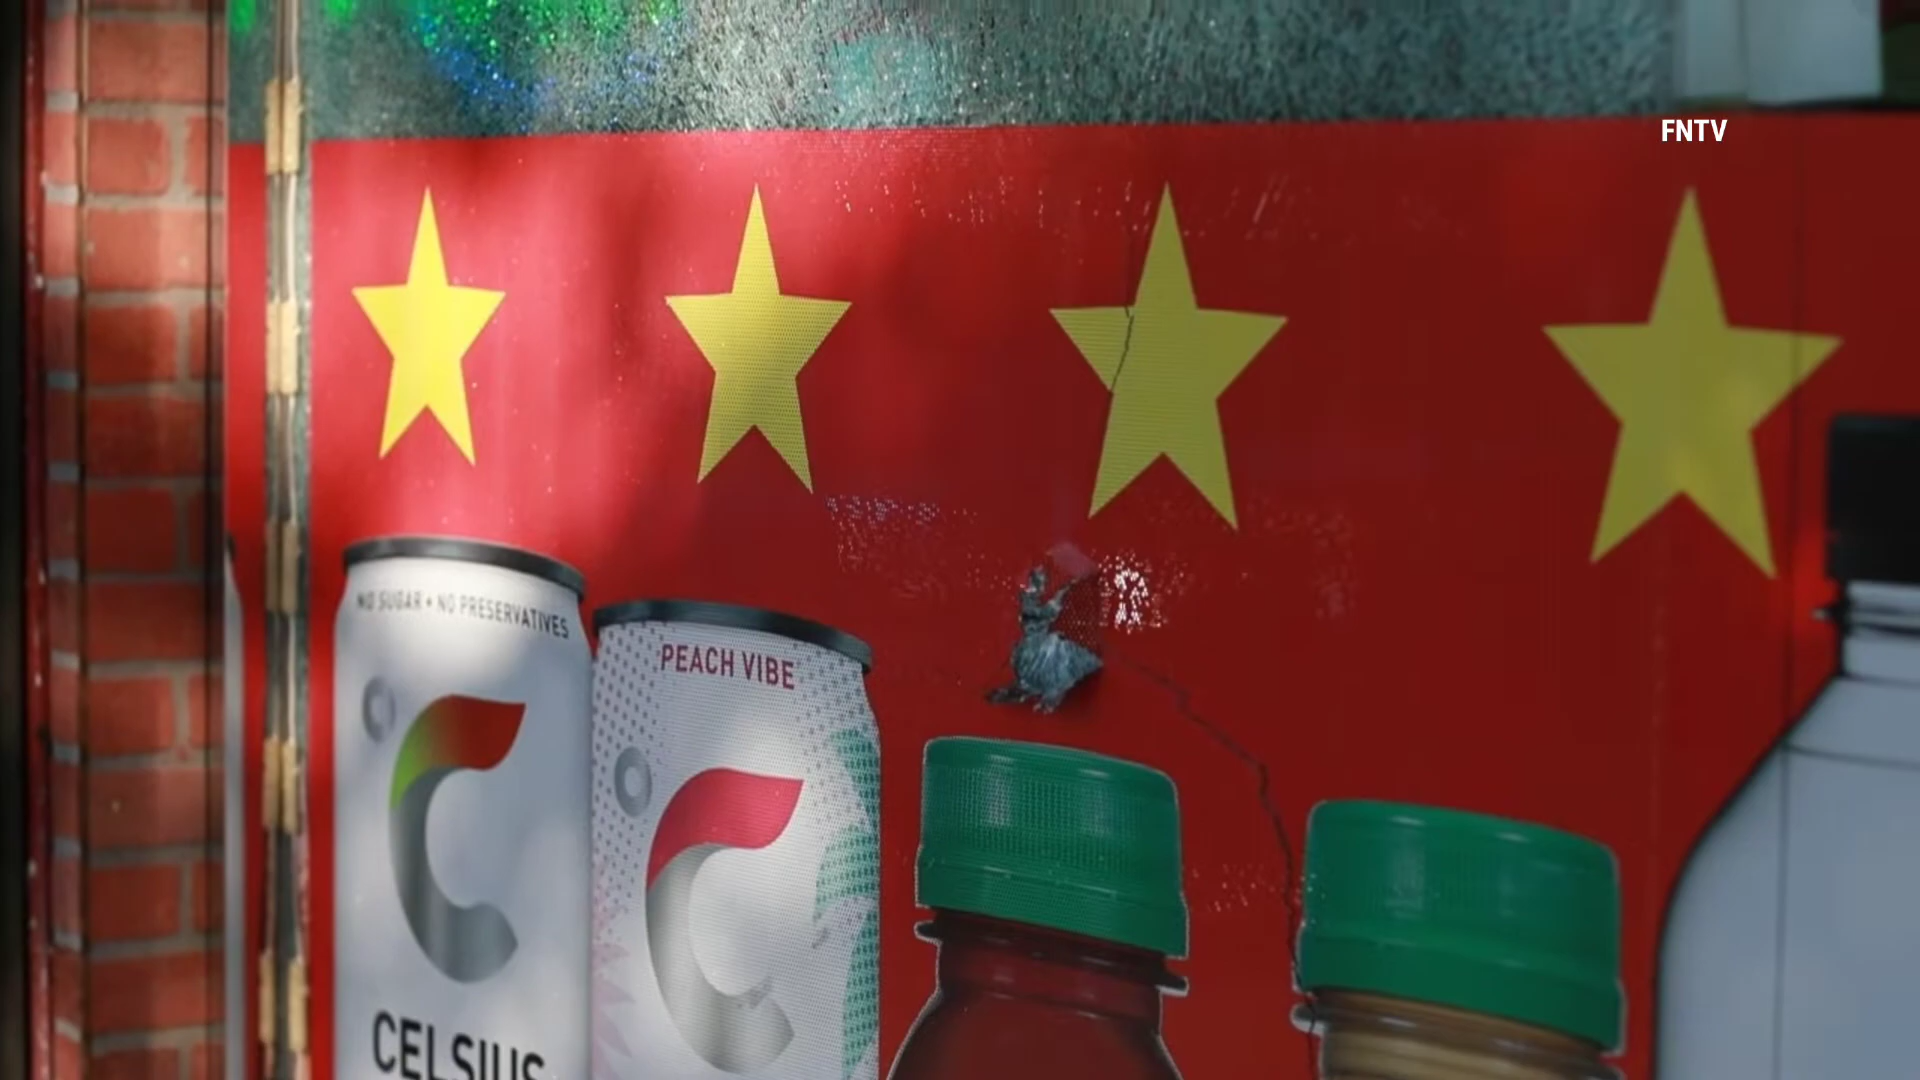 FNTV
NO SUGAR • NO PRESERVATIVES
PEACH VIBE
CELSIUS